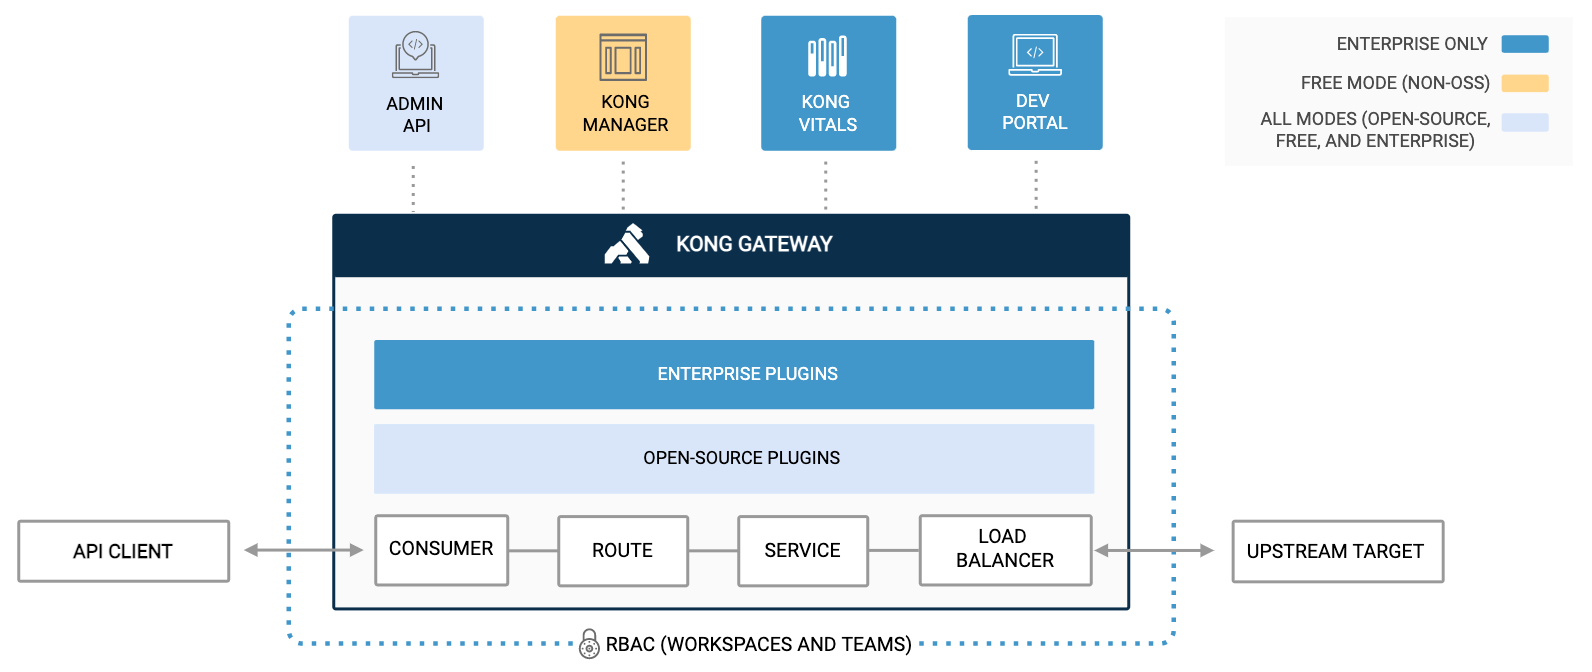 ADMIN
API
KONG
MANAGER
KONG
VITALS
DEV
PORTAL
ENTERPRISE ONLY
FREE MODE (NON-OSS)
ALL MODES (OPEN-SOURCE,
FREE, AND ENTERPRISE)
KONG GATEWAY
ENTERPRISE PLUGINS
OPEN-SOURCE PLUGINS
API CLIENT
CONSUMER
ROUTE
SERVICE
LOAD
BALANCER
UPSTREAM TARGET
RBAC (WORKSPACES AND TEAMS)